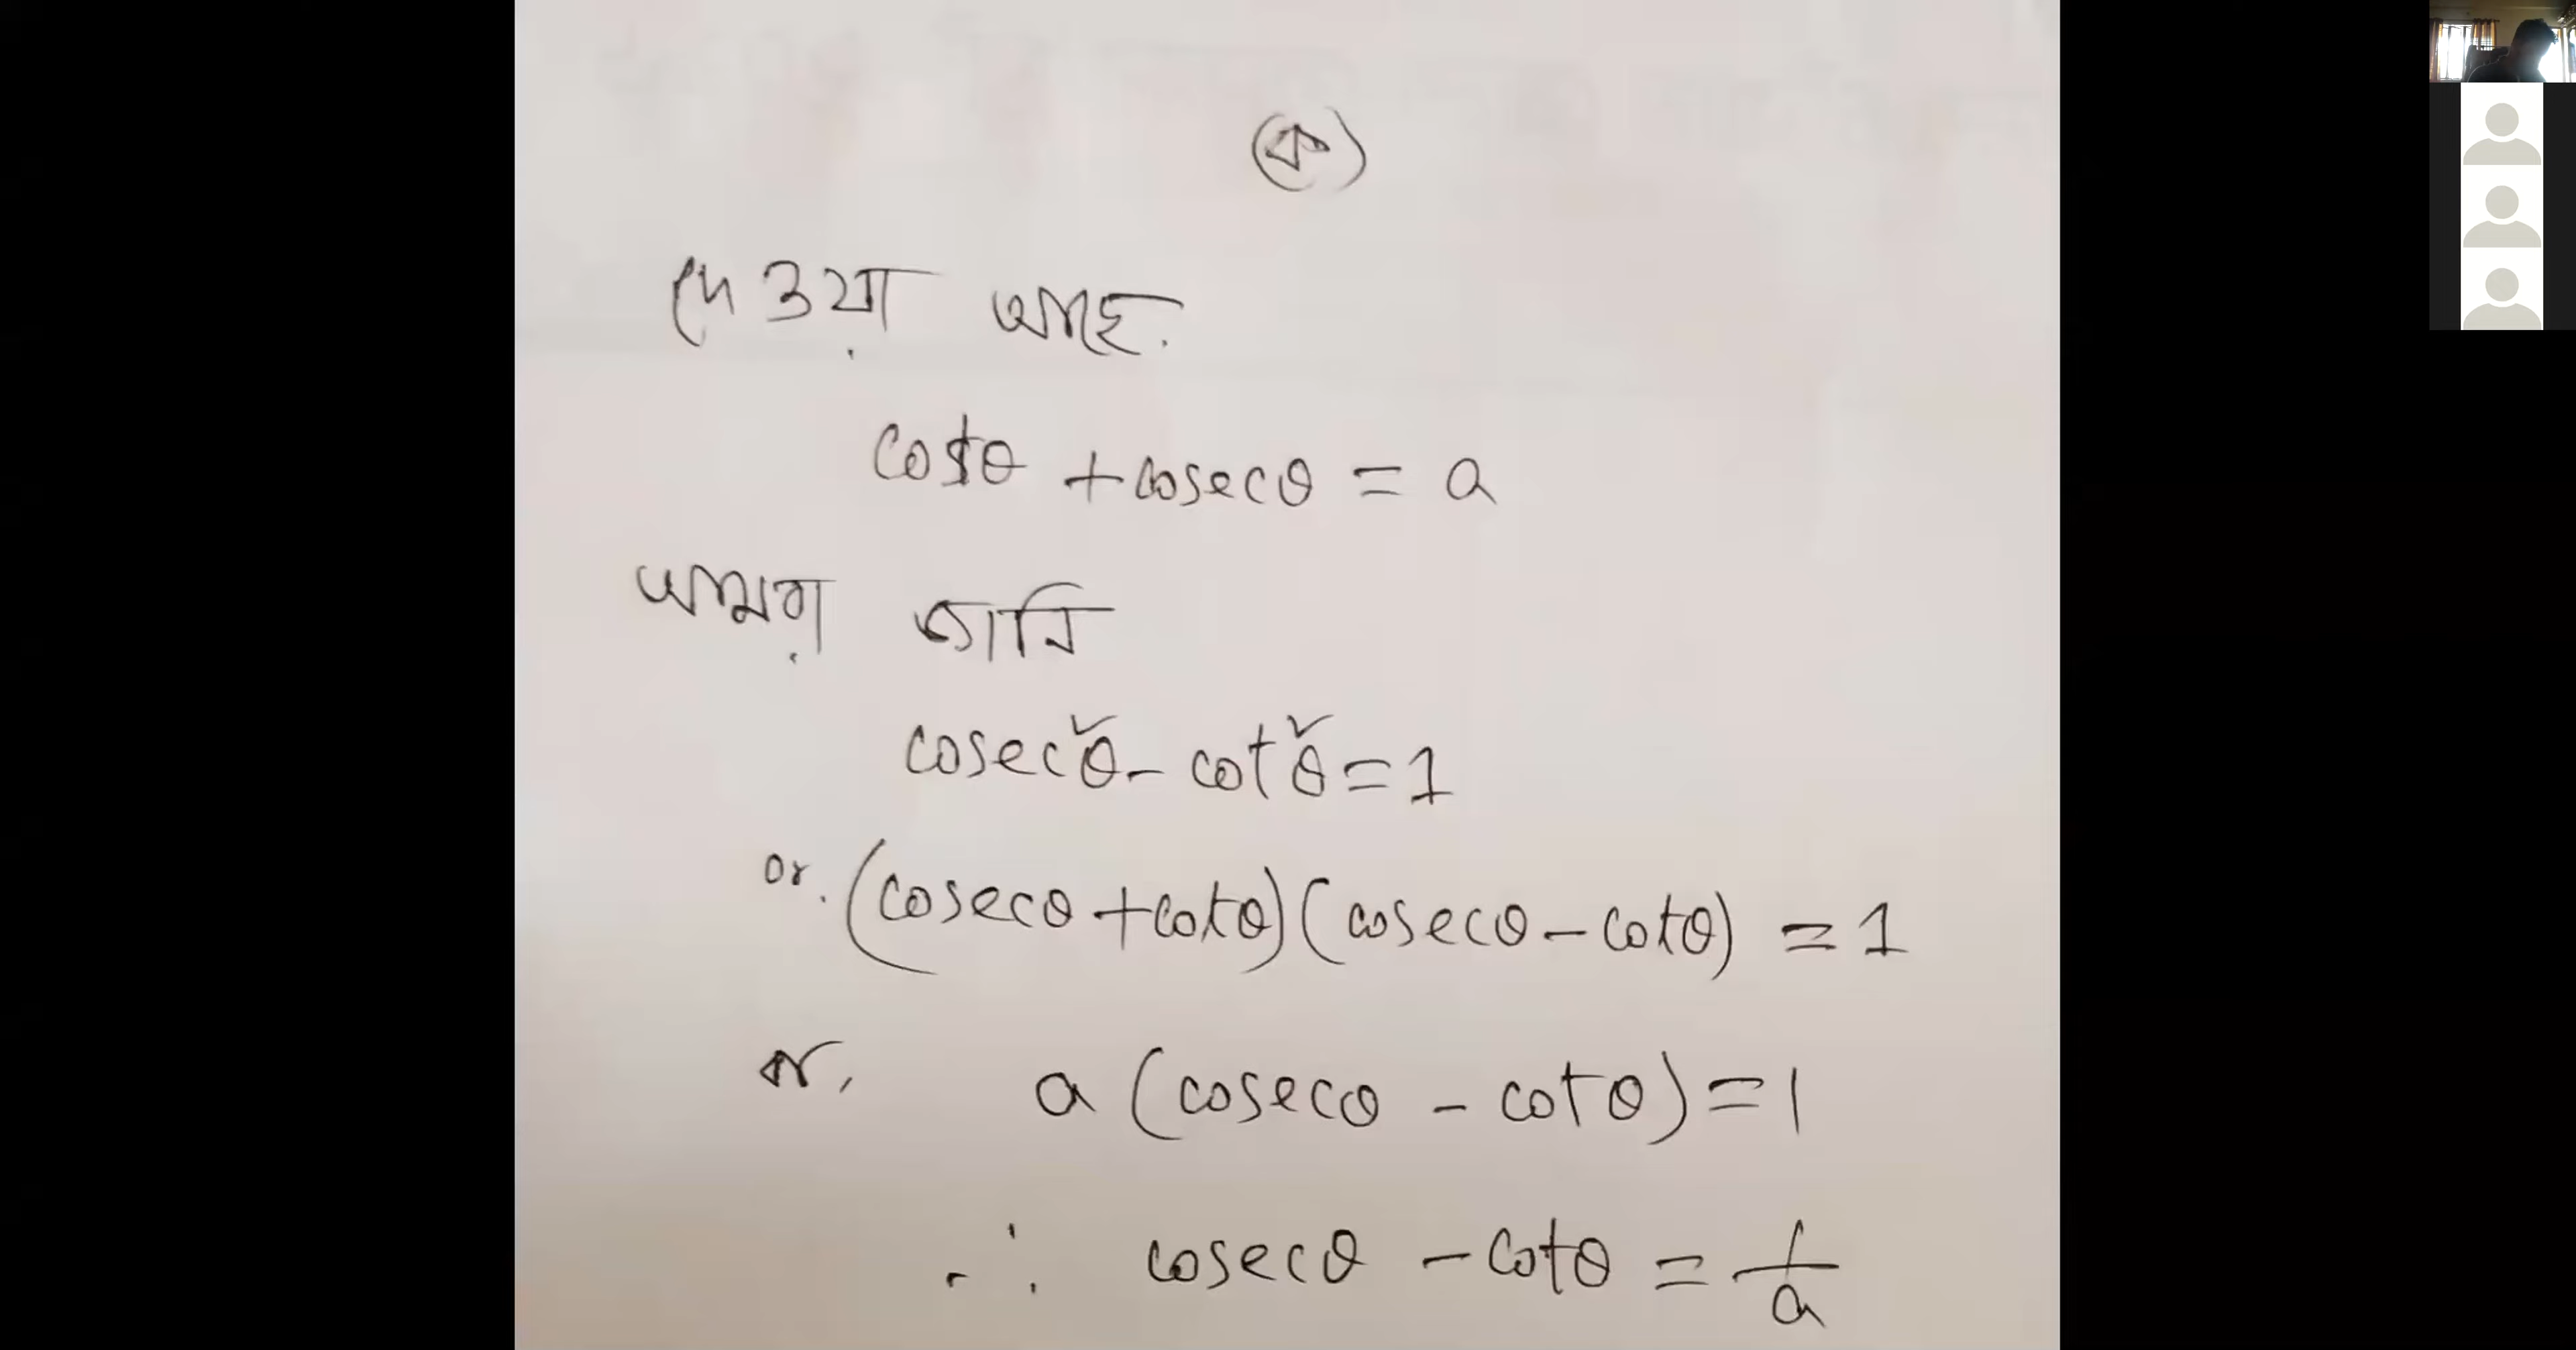 (ক)
দেওয়া আছে.
cotθ + cosecθ = a
আমরা জানি
cosec²θ - cot²θ = 1
or. (cosecθ + cotθ)(cosecθ - cotθ) = 1
or, a (cosecθ - cotθ) = 1
∴ cosecθ - cotθ = 1/a